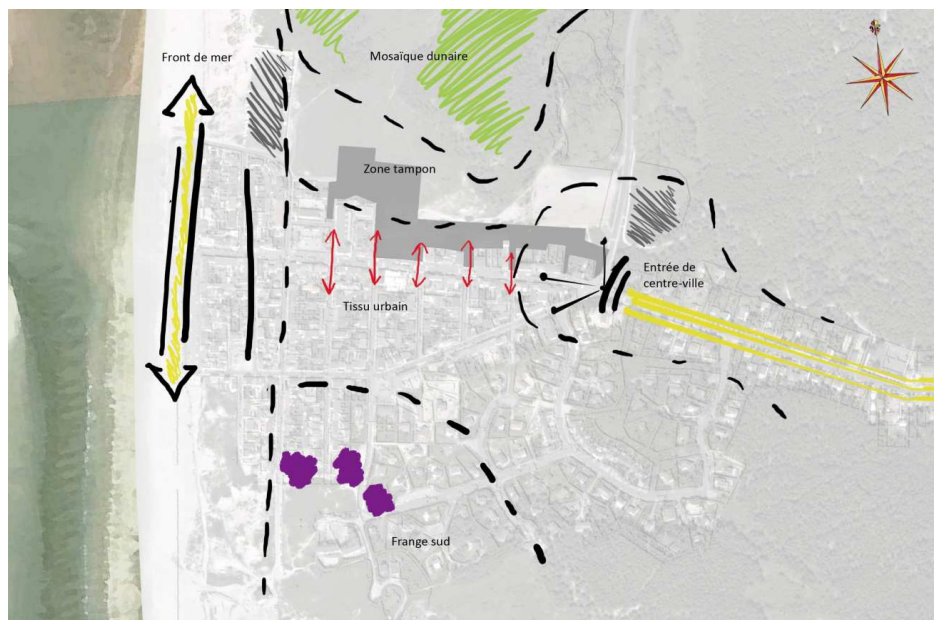 Front de mer
Mosaïque dunaire
Zone tampon
Entrée de
centre-ville
Tissu urbain
Frange sud